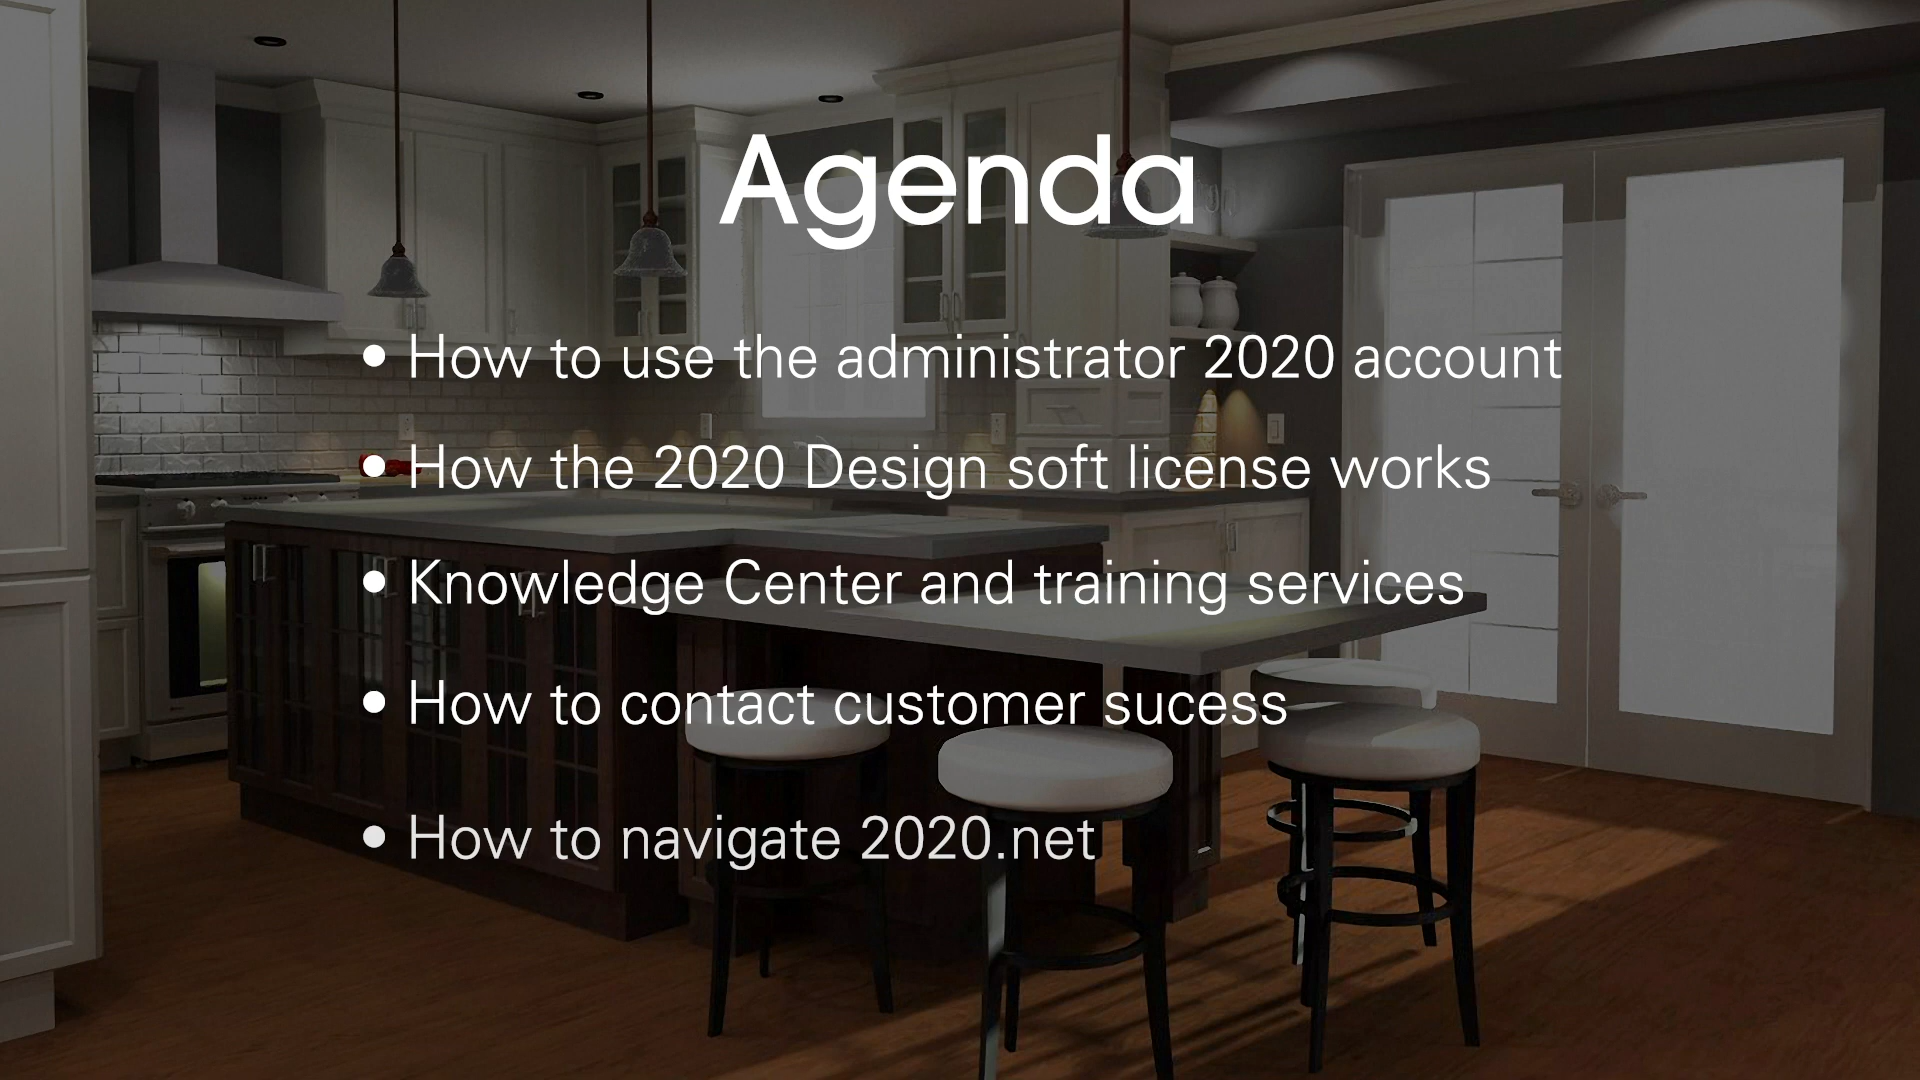 Agenda
• How to use the administrator 2020 account
• How the 2020 Design soft license works
• Knowledge Center and training services
• How to contact customer sucess
• How to navigate 2020.net